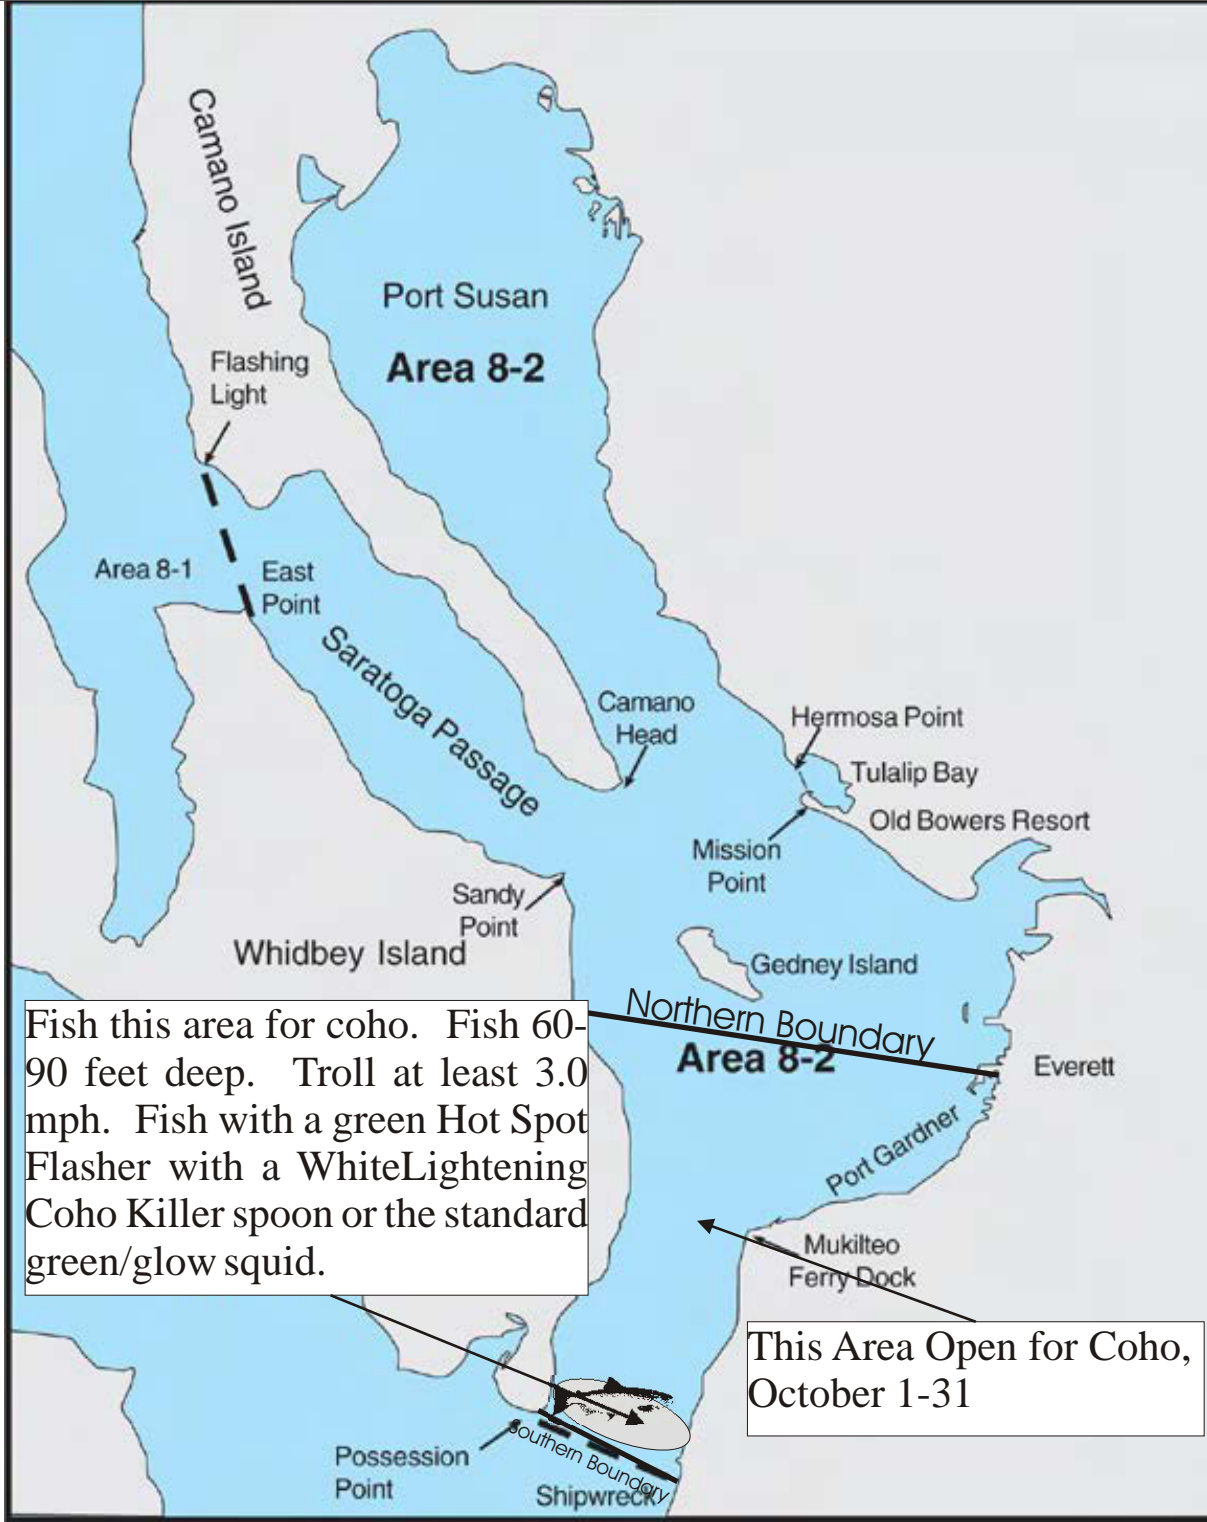 Camano Island
Port Susan
Area 8-2
Flashing
Light
Area 8-1
East
Point
Saratoga Passage
Camano
Head
Hermosa Point
Tulalip Bay
Old Bowers Resort
Mission
Point
Sandy
Point
Whidbey Island
Gedney Island
Northern Boundary
Area 8-2
Everett
Port Gardner
Fish this area for coho. Fish 60-
90 feet deep. Troll at least 3.0
mph. Fish with a green Hot Spot
Flasher with a WhiteLightening
Coho Killer spoon or the standard
green/glow squid.
Mukilteo
Ferry Dock
This Area Open for Coho,
October 1-31
Possession
Point
Southern Boundary
Shipwreck